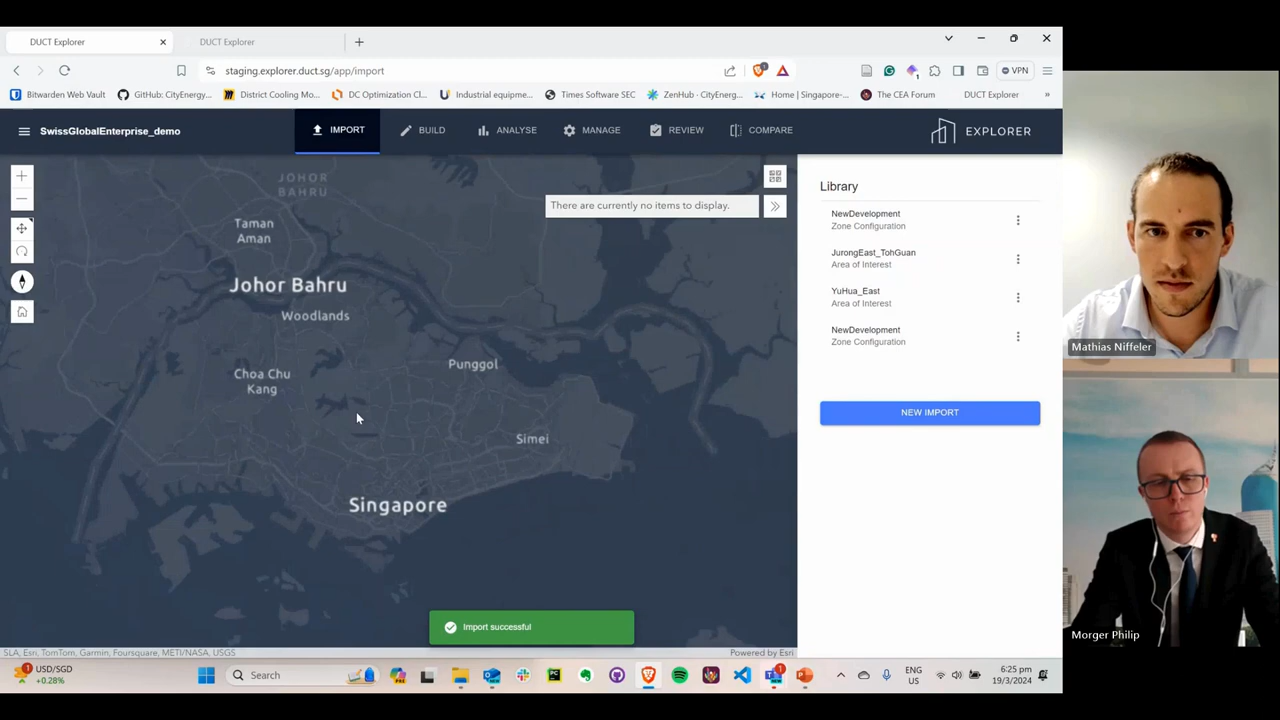 DUCT Explorer
DUCT Explorer
staging.explorer.duct.sg/app/import
VPN
Bitwarden Web Vault
GitHub: CityEnergy...
District Cooling Mo...
DC Optimization Cl...
Industrial equipme...
Times Software SEC
ZenHub · CityEnerg...
Home | Singapore-...
The CEA Forum
DUCT Explorer
SwissGlobalEnterprise_demo
IMPORT
BUILD
ANALYSE
MANAGE
REVIEW
COMPARE
EXPLORER
JOHOR
BAHRU
Taman
Aman
Johor Bahru
Woodlands
Choa Chu
Kang
Punggol
Simei
Singapore
There are currently no items to display.
Library
NewDevelopment
Zone Configuration
JurongEast_TohGuan
Area of Interest
YuHua_East
Area of Interest
NewDevelopment
Zone Configuration
NEW IMPORT
Import successful
SLA, Esri, TomTom, Garmin, Foursquare, METI/NASA, USGS
Powered by Esri
Mathias Niffeler
Morger Philip
USD/SGD
+0.28%
Search
ENG
US
6:25 pm
19/3/2024